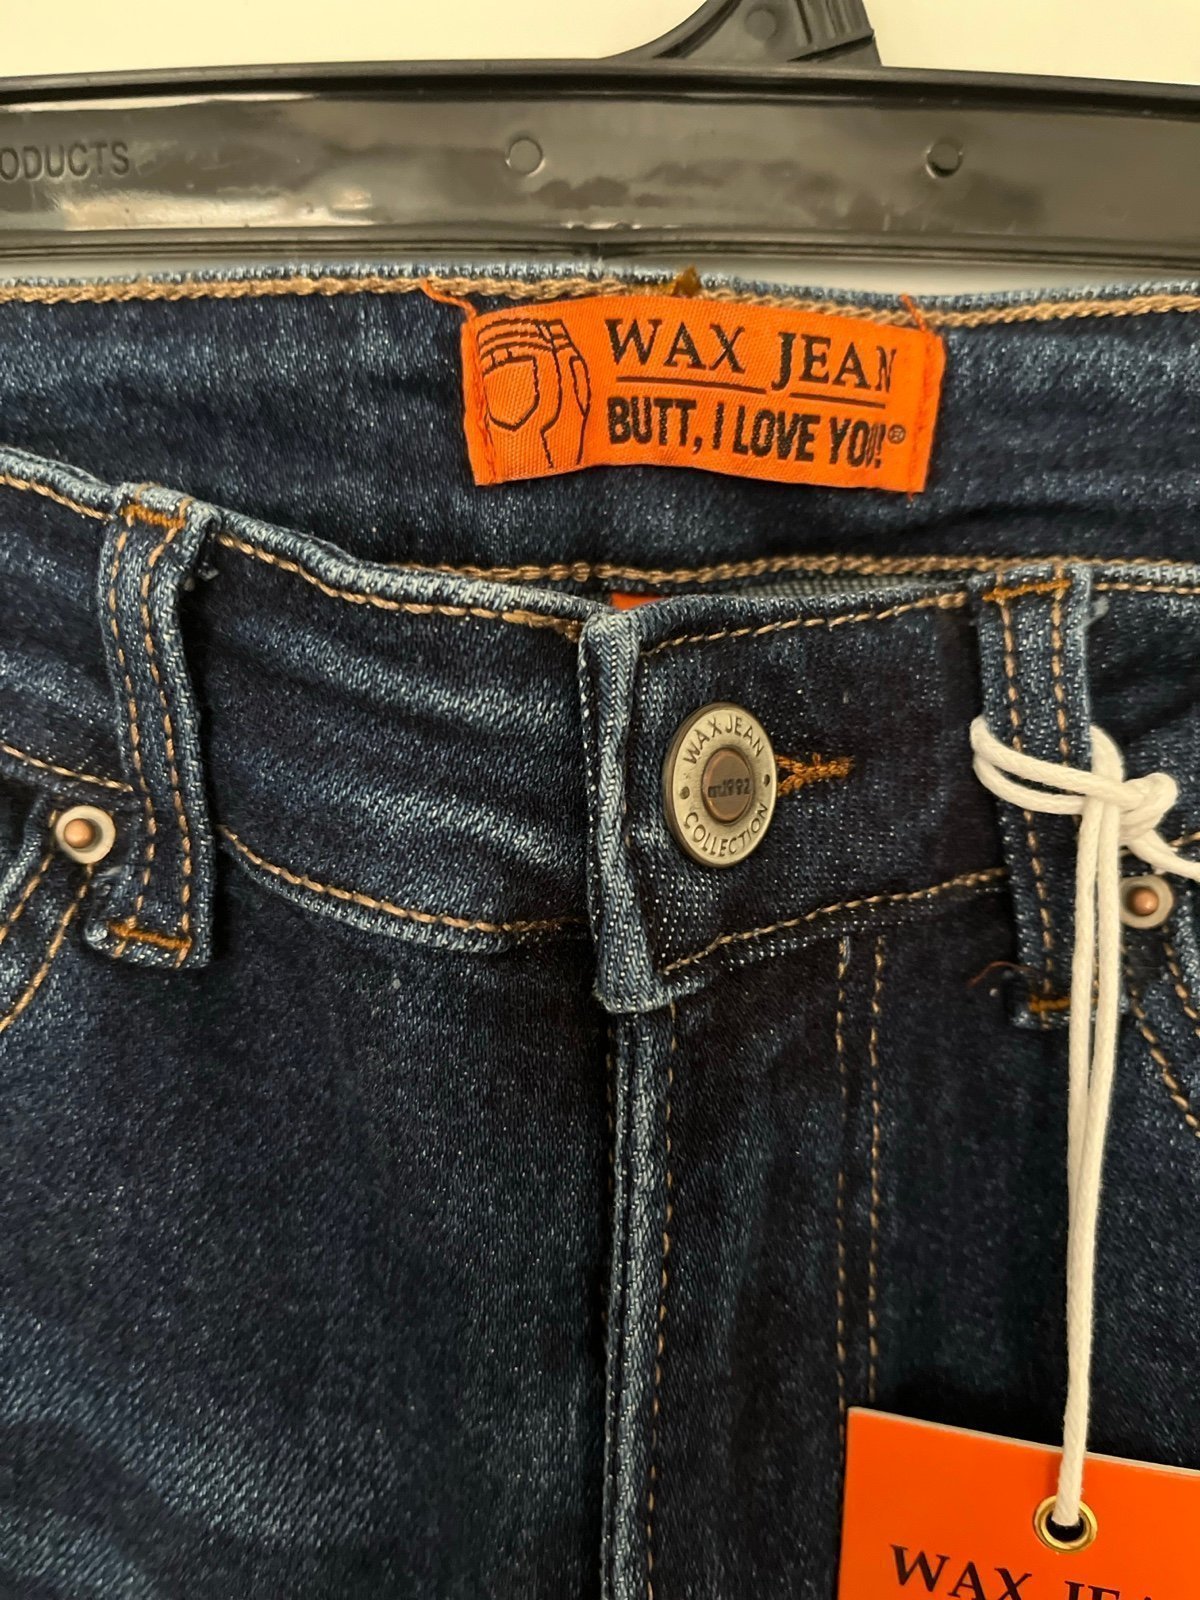 ODUCTS
WAX JEAN
BUTT, I LOVE YOU!®
WAX JEAN
COLLECTION
WAX JEA